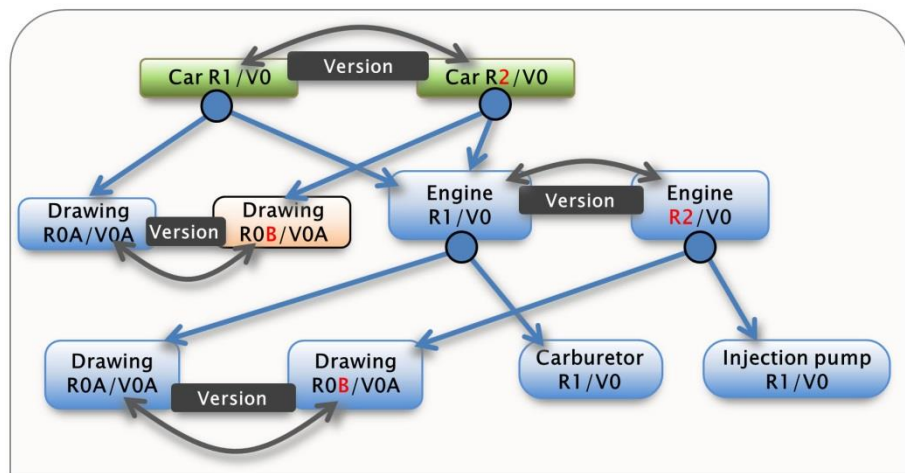 Version
Car R1/V0
Car R2/V0
Engine
R1/V0
Version
Engine
R2/V0
Drawing
R0A/V0A
Version
Drawing
R0B/V0A
Drawing
R0A/V0A
Version
Drawing
R0B/V0A
Carburetor
R1/V0
Injection pump
R1/V0